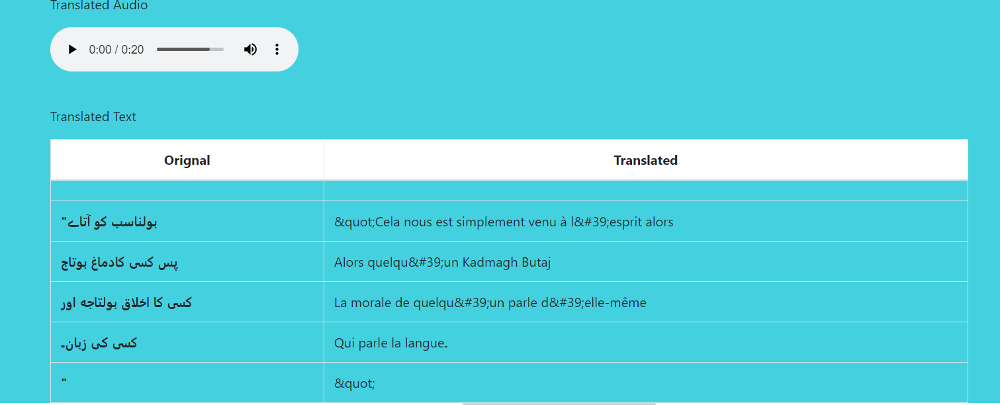 Translated Audio
0:00 / 0:20
Translated Text
Orignal
Translated
"بولناسب کو آتاے
&quot;Cela nous est simplement venu à l&#39;esprit alors
پس کسی کادماغ بوتاج
Alors quelqu&#39;un Kadmagh Butaj
کسی کا اخلاق بولتاجه اور
La morale de quelqu&#39;un parle d&#39;elle-même
کسی کی زبان۔
Qui parle la langue.
"
&quot;